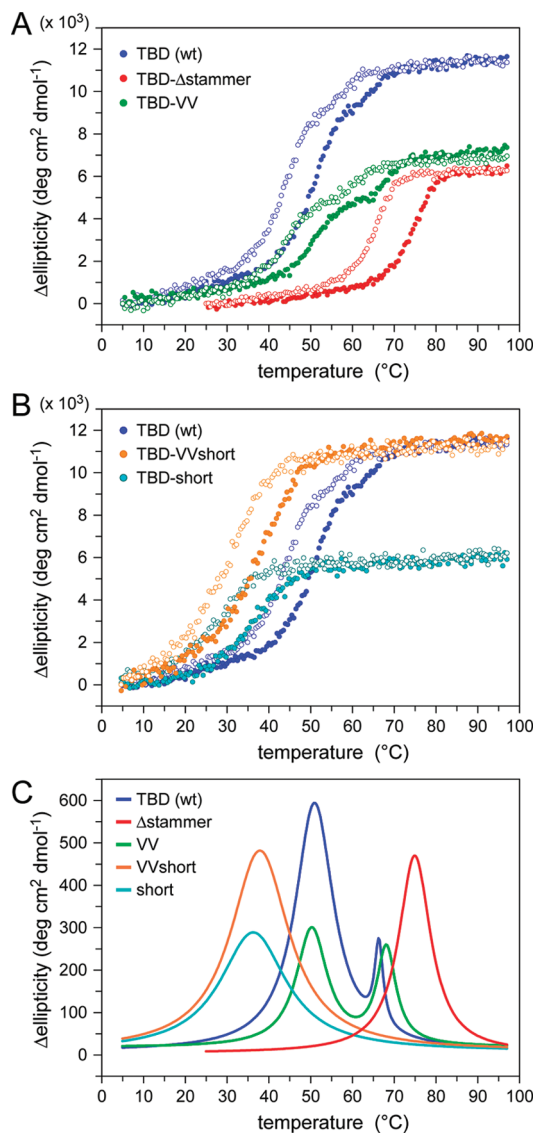 A
(x 10³)
TBD (wt)
TBD-Δstammer
TBD-VV
Δellipticity (deg cm² dmol⁻¹)
12
10
8
6
4
2
0
0 10 20 30 40 50 60 70 80 90 100
temperature (°C)
B
(x 10³)
TBD (wt)
TBD-VVshort
TBD-short
Δellipticity (deg cm² dmol⁻¹)
12
10
8
6
4
2
0
0 10 20 30 40 50 60 70 80 90 100
temperature (°C)
C
TBD (wt)
Δstammer
VV
VVshort
short
Δellipticity (deg cm² dmol⁻¹)
600
500
450
300
200
100
0
0 10 20 30 40 50 60 70 80 90 100
temperature (°C)